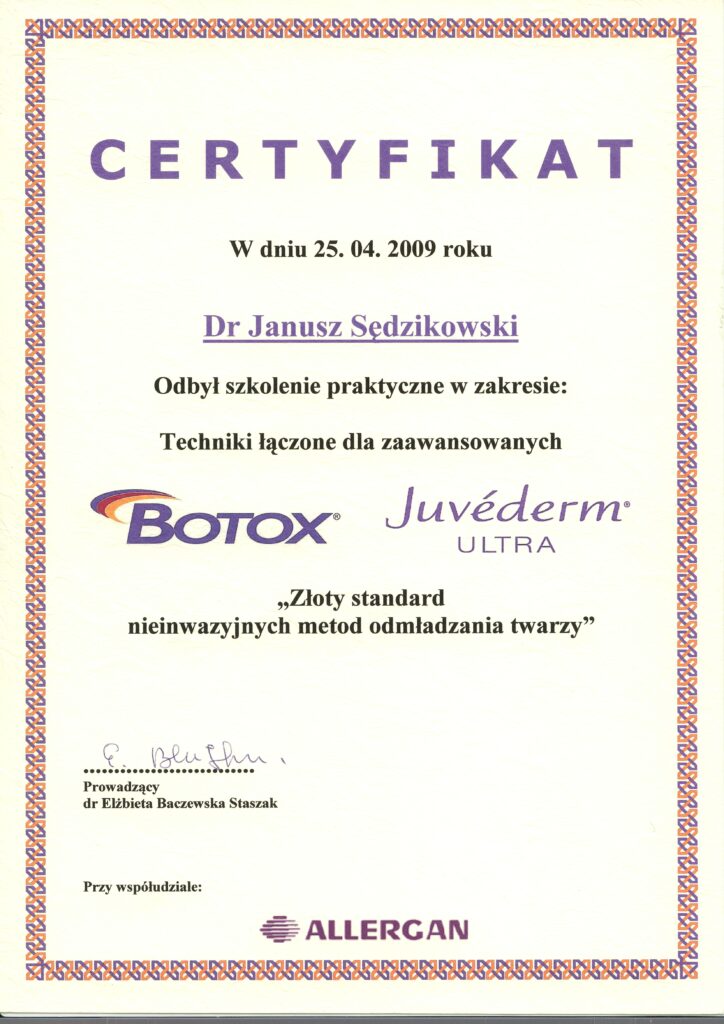 CERTYFIKAT
W dniu 25. 04. 2009 roku
Dr Janusz Sędzikowski
Odbył szkolenie praktyczne w zakresie:
Techniki łączone dla zaawansowanych
BOTOX®
Juvéderm®
ULTRA
„Złoty standard
nieinwazyjnych metod odmładzania twarzy”
E.
Prowadzący
dr Elżbieta Baczewska Staszak
Przy współudziale:
ALLERGAN